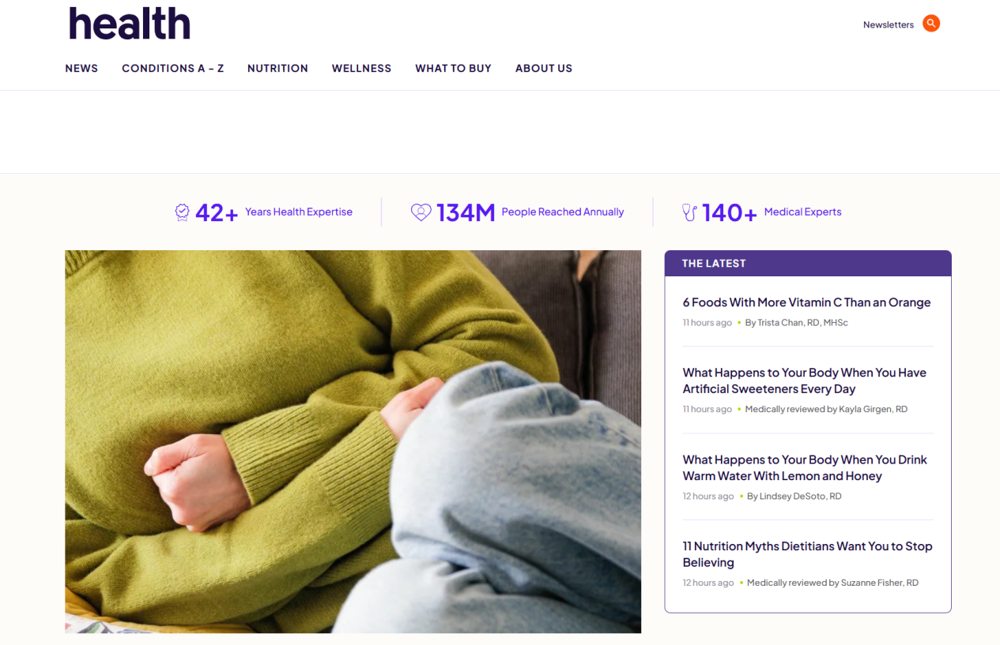 health
Newsletters
NEWS CONDITIONS A – Z NUTRITION WELLNESS WHAT TO BUY ABOUT US
42+ Years Health Expertise
134M People Reached Annually
140+ Medical Experts
THE LATEST
6 Foods With More Vitamin C Than an Orange
11 hours ago • By Trista Chan, RD, MHSc
What Happens to Your Body When You Have
Artificial Sweeteners Every Day
11 hours ago • Medically reviewed by Kayla Girgen, RD
What Happens to Your Body When You Drink
Warm Water With Lemon and Honey
12 hours ago • By Lindsey DeSoto, RD
11 Nutrition Myths Dietitians Want You to Stop
Believing
12 hours ago • Medically reviewed by Suzanne Fisher, RD